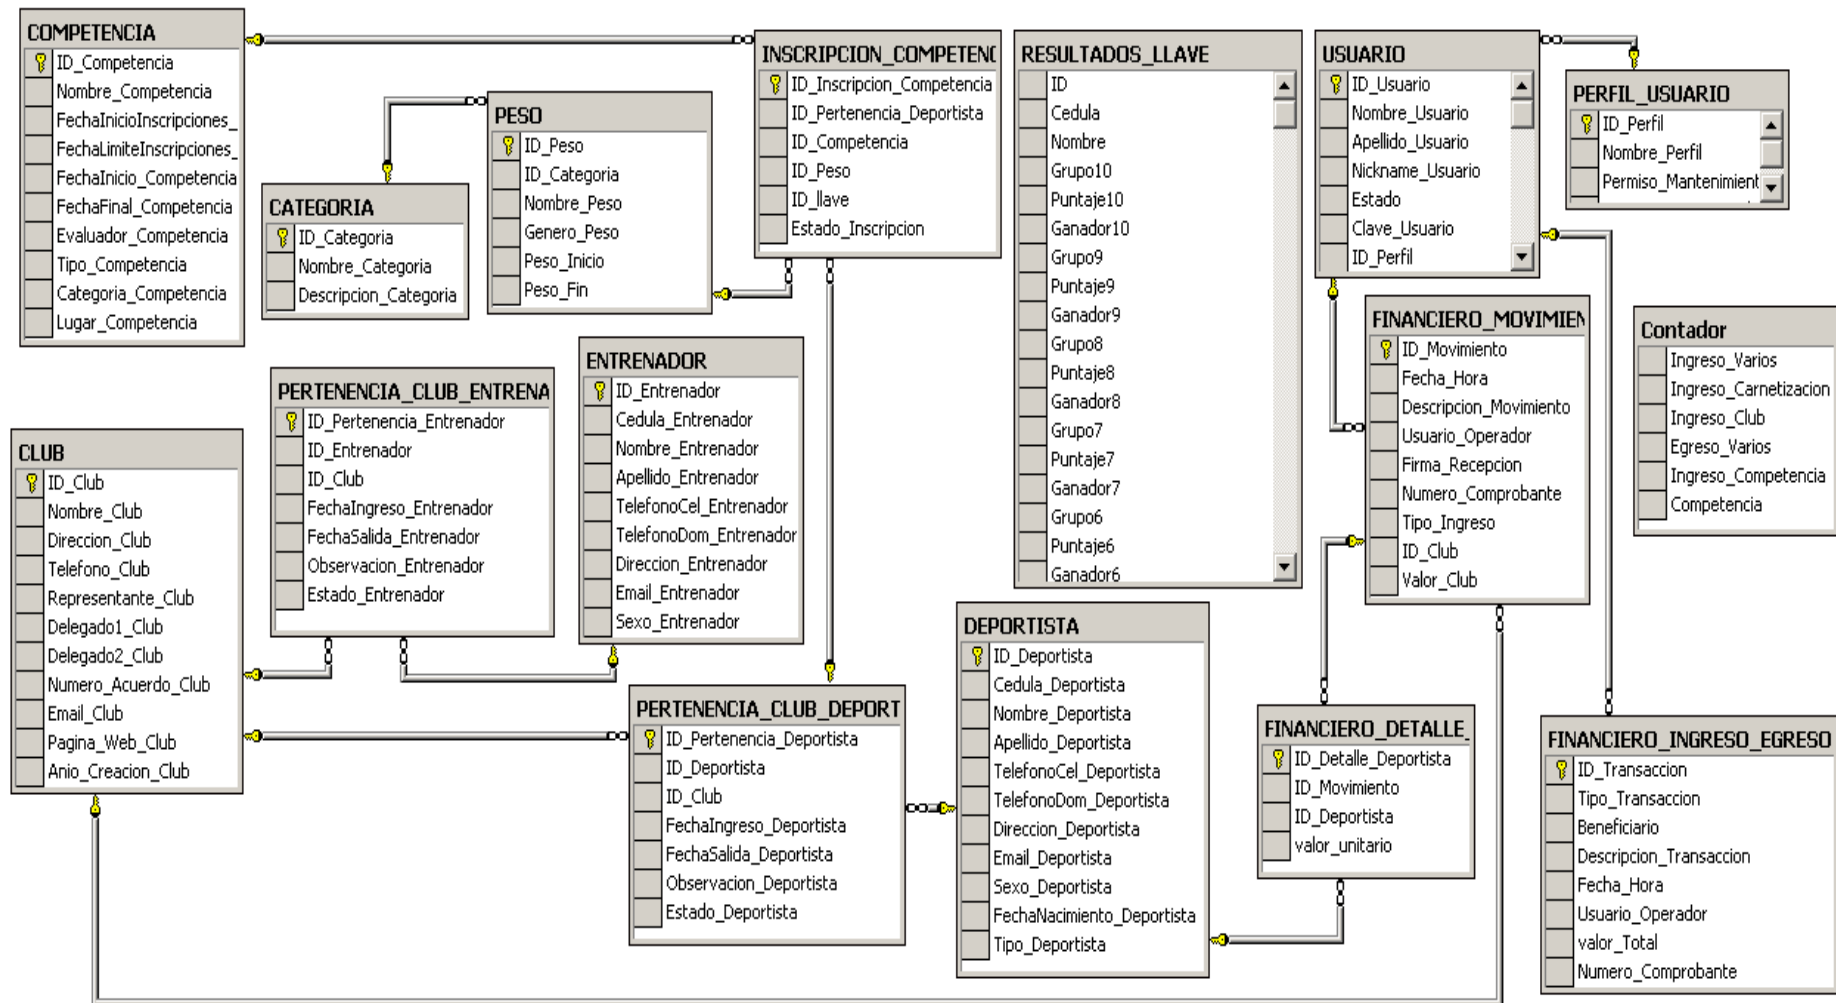 COMPETENCIA
ID_Competencia
Nombre_Competencia
FechaInicioInscripciones_
FechaLimiteInscripciones_
FechaInicio_Competencia
FechaFinal_Competencia
Evaluador_Competencia
Tipo_Competencia
Categoria_Competencia
Lugar_Competencia
CATEGORIA
ID_Categoria
Nombre_Categoria
Descripcion_Categoria
PESO
ID_Peso
ID_Categoria
Nombre_Peso
Genero_Peso
Peso_Inicio
Peso_Fin
INSCRIPCION_COMPETENC
ID_Inscripcion_Competencia
ID_Pertenencia_Deportista
ID_Competencia
ID_Peso
ID_llave
Estado_Inscripcion
RESULTADOS_LLAVE
ID
Cedula
Nombre
Grupo10
Puntaje10
Ganador10
Grupo9
Puntaje9
Ganador9
Grupo8
Puntaje8
Ganador8
Grupo7
Puntaje7
Ganador7
Grupo6
Puntaje6
Ganador6
USUARIO
ID_Usuario
Nombre_Usuario
Apellido_Usuario
Nickname_Usuario
Estado
Clave_Usuario
ID_Perfil
PERFIL_USUARIO
ID_Perfil
Nombre_Perfil
Permiso_Mantenimient
FINANCIERO_MOVIMIEN
ID_Movimiento
Fecha_Hora
Descripcion_Movimiento
Usuario_Operador
Firma_Recepcion
Numero_Comprobante
Tipo_Ingreso
ID_Club
Valor_Club
Contador
Ingreso_Varios
Ingreso_Carnetizacion
Ingreso_Club
Egreso_Varios
Ingreso_Competencia
Competencia
CLUB
ID_Club
Nombre_Club
Direccion_Club
Telefono_Club
Representante_Club
Delegado1_Club
Delegado2_Club
Numero_Acuerdo_Club
Email_Club
Pagina_Web_Club
Anio_Creacion_Club
PERTENENCIA_CLUB_ENTRENA
ID_Pertenencia_Entrenador
ID_Entrenador
ID_Club
FechaIngreso_Entrenador
FechaSalida_Entrenador
Observacion_Entrenador
Estado_Entrenador
ENTRENADOR
ID_Entrenador
Cedula_Entrenador
Nombre_Entrenador
Apellido_Entrenador
TelefonoCel_Entrenador
TelefonoDom_Entrenador
Direccion_Entrenador
Email_Entrenador
Sexo_Entrenador
PERTENENCIA_CLUB_DEPORT
ID_Pertenencia_Deportista
ID_Deportista
ID_Club
FechaIngreso_Deportista
FechaSalida_Deportista
Observacion_Deportista
Estado_Deportista
DEPORTISTA
ID_Deportista
Cedula_Deportista
Nombre_Deportista
Apellido_Deportista
TelefonoCel_Deportista
TelefonoDom_Deportista
Direccion_Deportista
Email_Deportista
Sexo_Deportista
FechaNacimiento_Deportista
Tipo_Deportista
FINANCIERO_DETALLE_
ID_Detalle_Deportista
ID_Movimiento
ID_Deportista
valor_unitario
FINANCIERO_INGRESO_EGRESO
ID_Transaccion
Tipo_Transaccion
Beneficiario
Descripcion_Transaccion
Fecha_Hora
Usuario_Operador
valor_Total
Numero_Comprobante